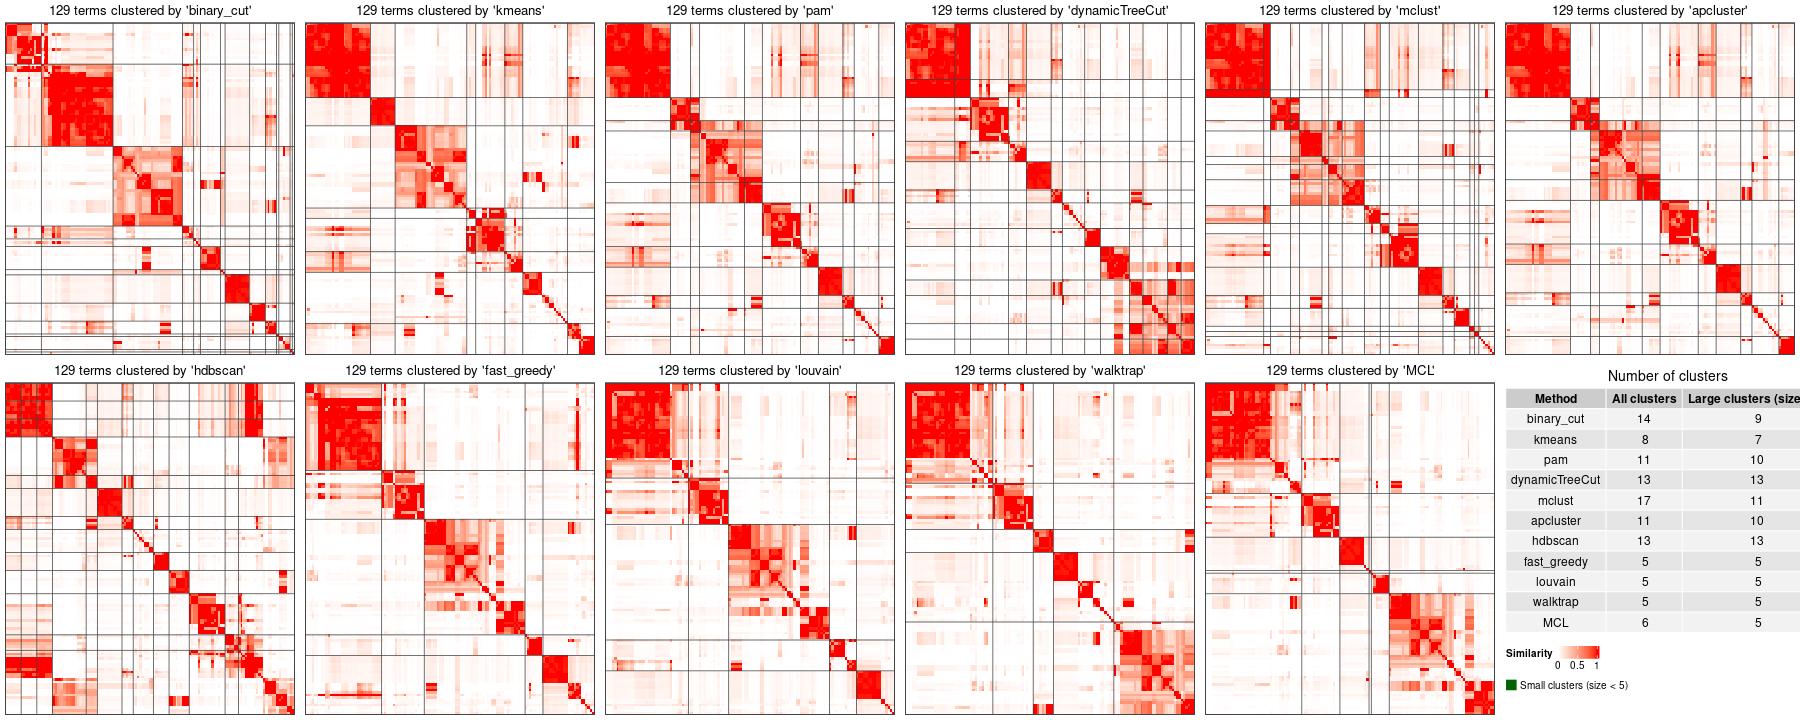 129 terms clustered by 'binary_cut'
129 terms clustered by 'kmeans'
129 terms clustered by 'pam'
129 terms clustered by 'dynamicTreeCut'
129 terms clustered by 'mclust'
129 terms clustered by 'apcluster'
129 terms clustered by 'hdbscan'
129 terms clustered by 'fast_greedy'
129 terms clustered by 'louvain'
129 terms clustered by 'walktrap'
129 terms clustered by 'MCL'
Number of clusters
Method All clusters Large clusters (size
binary_cut 14 9
kmeans 8 7
pam 11 10
dynamicTreeCut 13 13
mclust 17 11
apcluster 11 10
hdbscan 13 13
fast_greedy 5 5
louvain 5 5
walktrap 5 5
MCL 6 5
Similarity
0 0.5 1
Small clusters (size < 5)